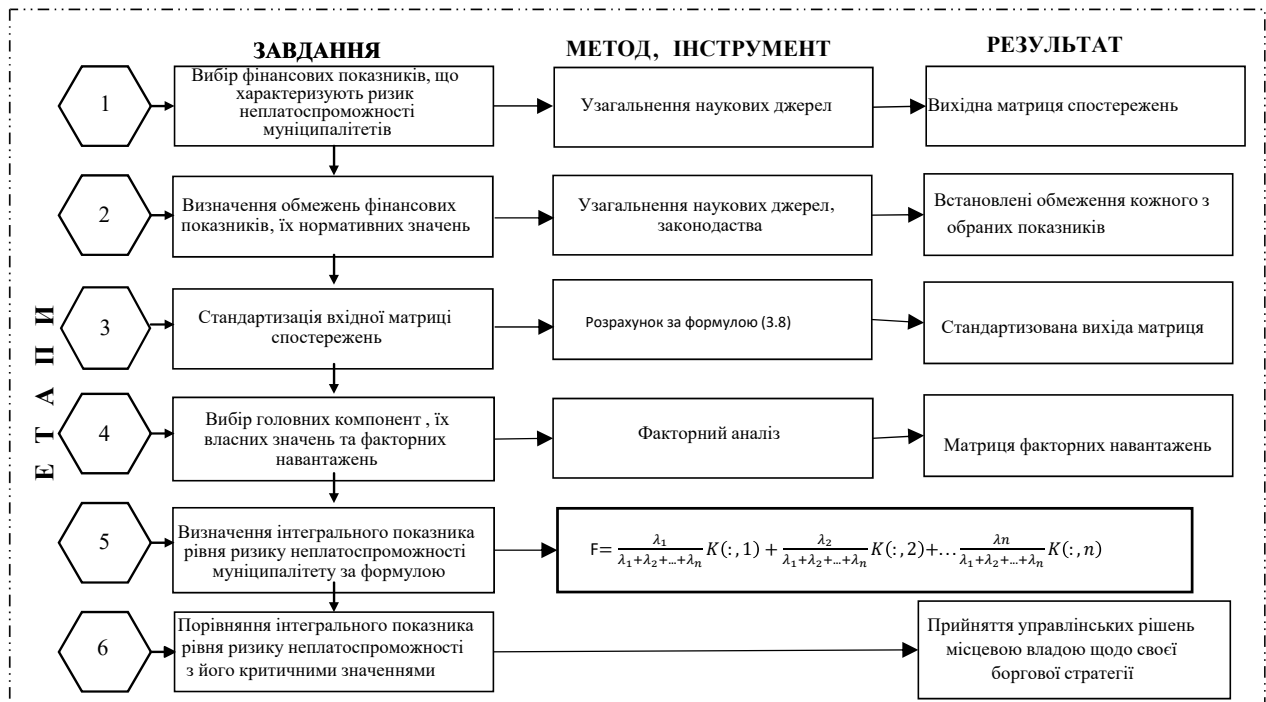 ЗАВДАННЯ
МЕТОД, ІНСТРУМЕНТ
РЕЗУЛЬТАТ
ЕТАПИ
1
Вибір фінансових показників, що
характеризують ризик
неплатоспроможності
муніципалітетів
Узагальнення наукових джерел
Вихідна матриця спостережень
2
Визначення обмежень фінансових
показників, їх нормативних значень
Узагальнення наукових джерел,
законодаства
Встановлені обмеження кожного з
обраних показників
3
Стандартизація вхідної матриці
спостережень
Розрахунок за формулою (3.8)
Стандартизована вихіда матриця
4
Вибір головних компонент , їх
власних значень та факторних
навантажень
Факторний аналіз
Матриця факторних навантажень
5
Визначення інтегрального показника
рівня ризику неплатоспроможності
муніципалітету за формулою
F= λ₁/(λ₁+λ₂+...+λₙ) K(:,1) + λ₂/(λ₁+λ₂+...+λₙ) K(:,2)+... λn/(λ₁+λ₂+...+λₙ) K(:,n)
6
Порівняння інтегрального показника
рівня ризику неплатоспроможності
з його критичними значеннями
Прийняття управлінських рішень
місцевою владою щодо своєї
боргової стратегії